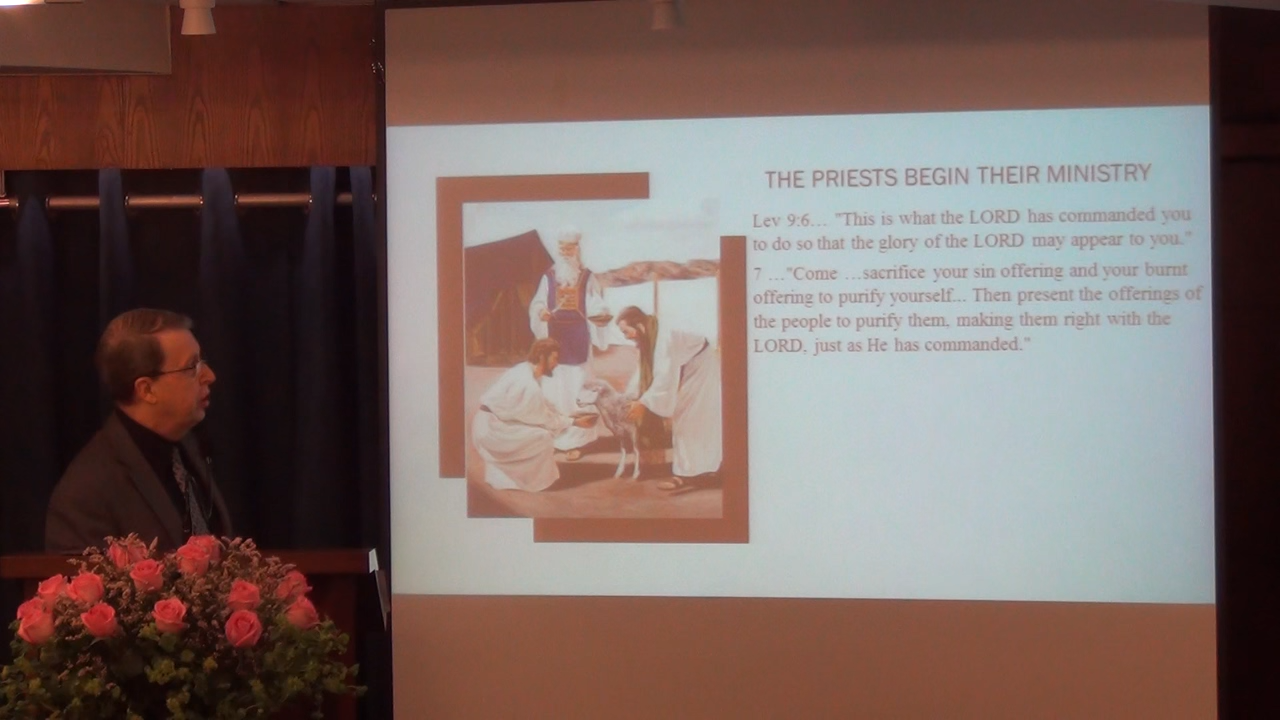 THE PRIESTS BEGIN THEIR MINISTRY
Lev 9:6… "This is what the LORD has commanded you
to do so that the glory of the LORD may appear to you."
7 …"Come …sacrifice your sin offering and your burnt
offering to purify yourself... Then present the offerings of
the people to purify them, making them right with the
LORD, just as He has commanded."